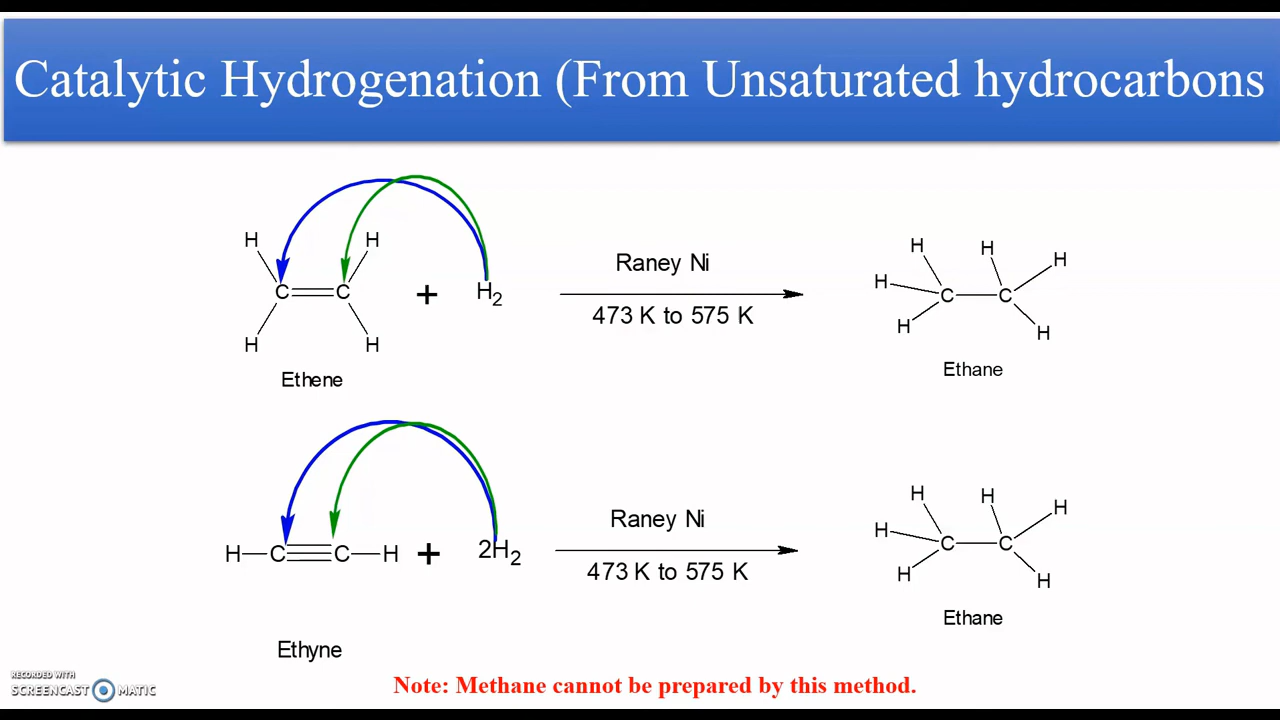 Catalytic Hydrogenation (From Unsaturated hydrocarbons
H H
C C + H2
H H
Ethene
Raney Ni
473 K to 575 K
H H H
H C C
H H
Ethane
H C C H + 2H2
Ethyne
Raney Ni
473 K to 575 K
H H H
H C C
H H
Ethane
RECORDED WITH
SCREENCAST MATIC
Note: Methane cannot be prepared by this method.